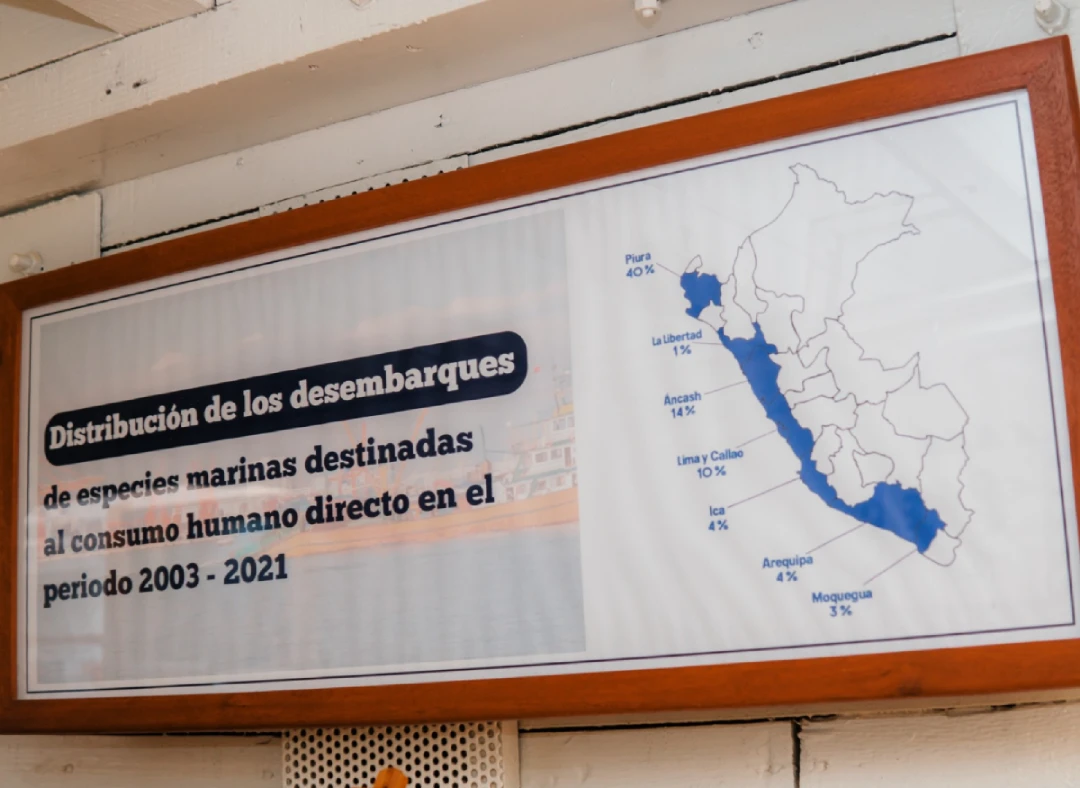 Distribución de los desembarques
de especies marinas destinadas
al consumo humano directo en el
periodo 2003 - 2021
Piura
40 %
La Libertad
1 %
Áncash
14 %
Lima y Callao
10 %
Ica
4 %
Arequipa
4 %
Moquegua
3 %